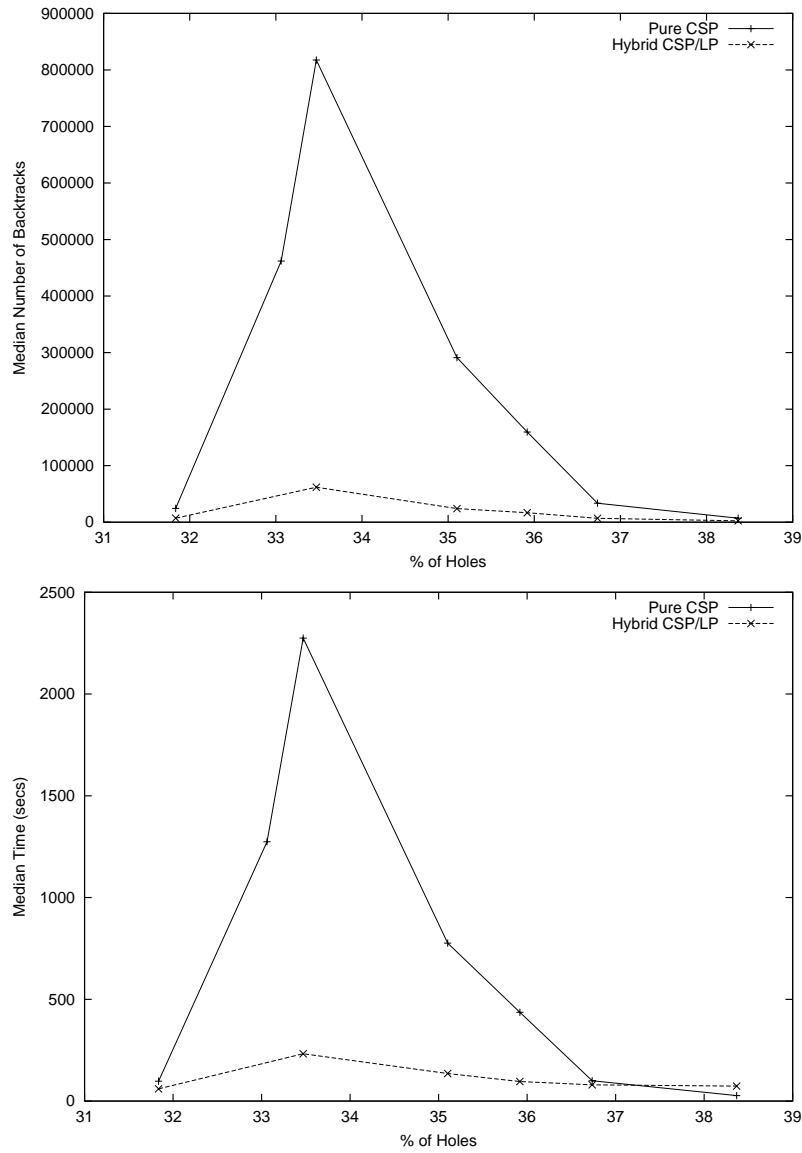 900000
800000
700000
600000
500000
400000
300000
200000
100000
0
Median Number of Backtracks
Pure CSP
Hybrid CSP/LP
31 32 33 34 35 36 37 38 39
% of Holes
2500
2000
1500
1000
500
0
Median Time (secs)
Pure CSP
Hybrid CSP/LP
31 32 33 34 35 36 37 38 39
% of Holes